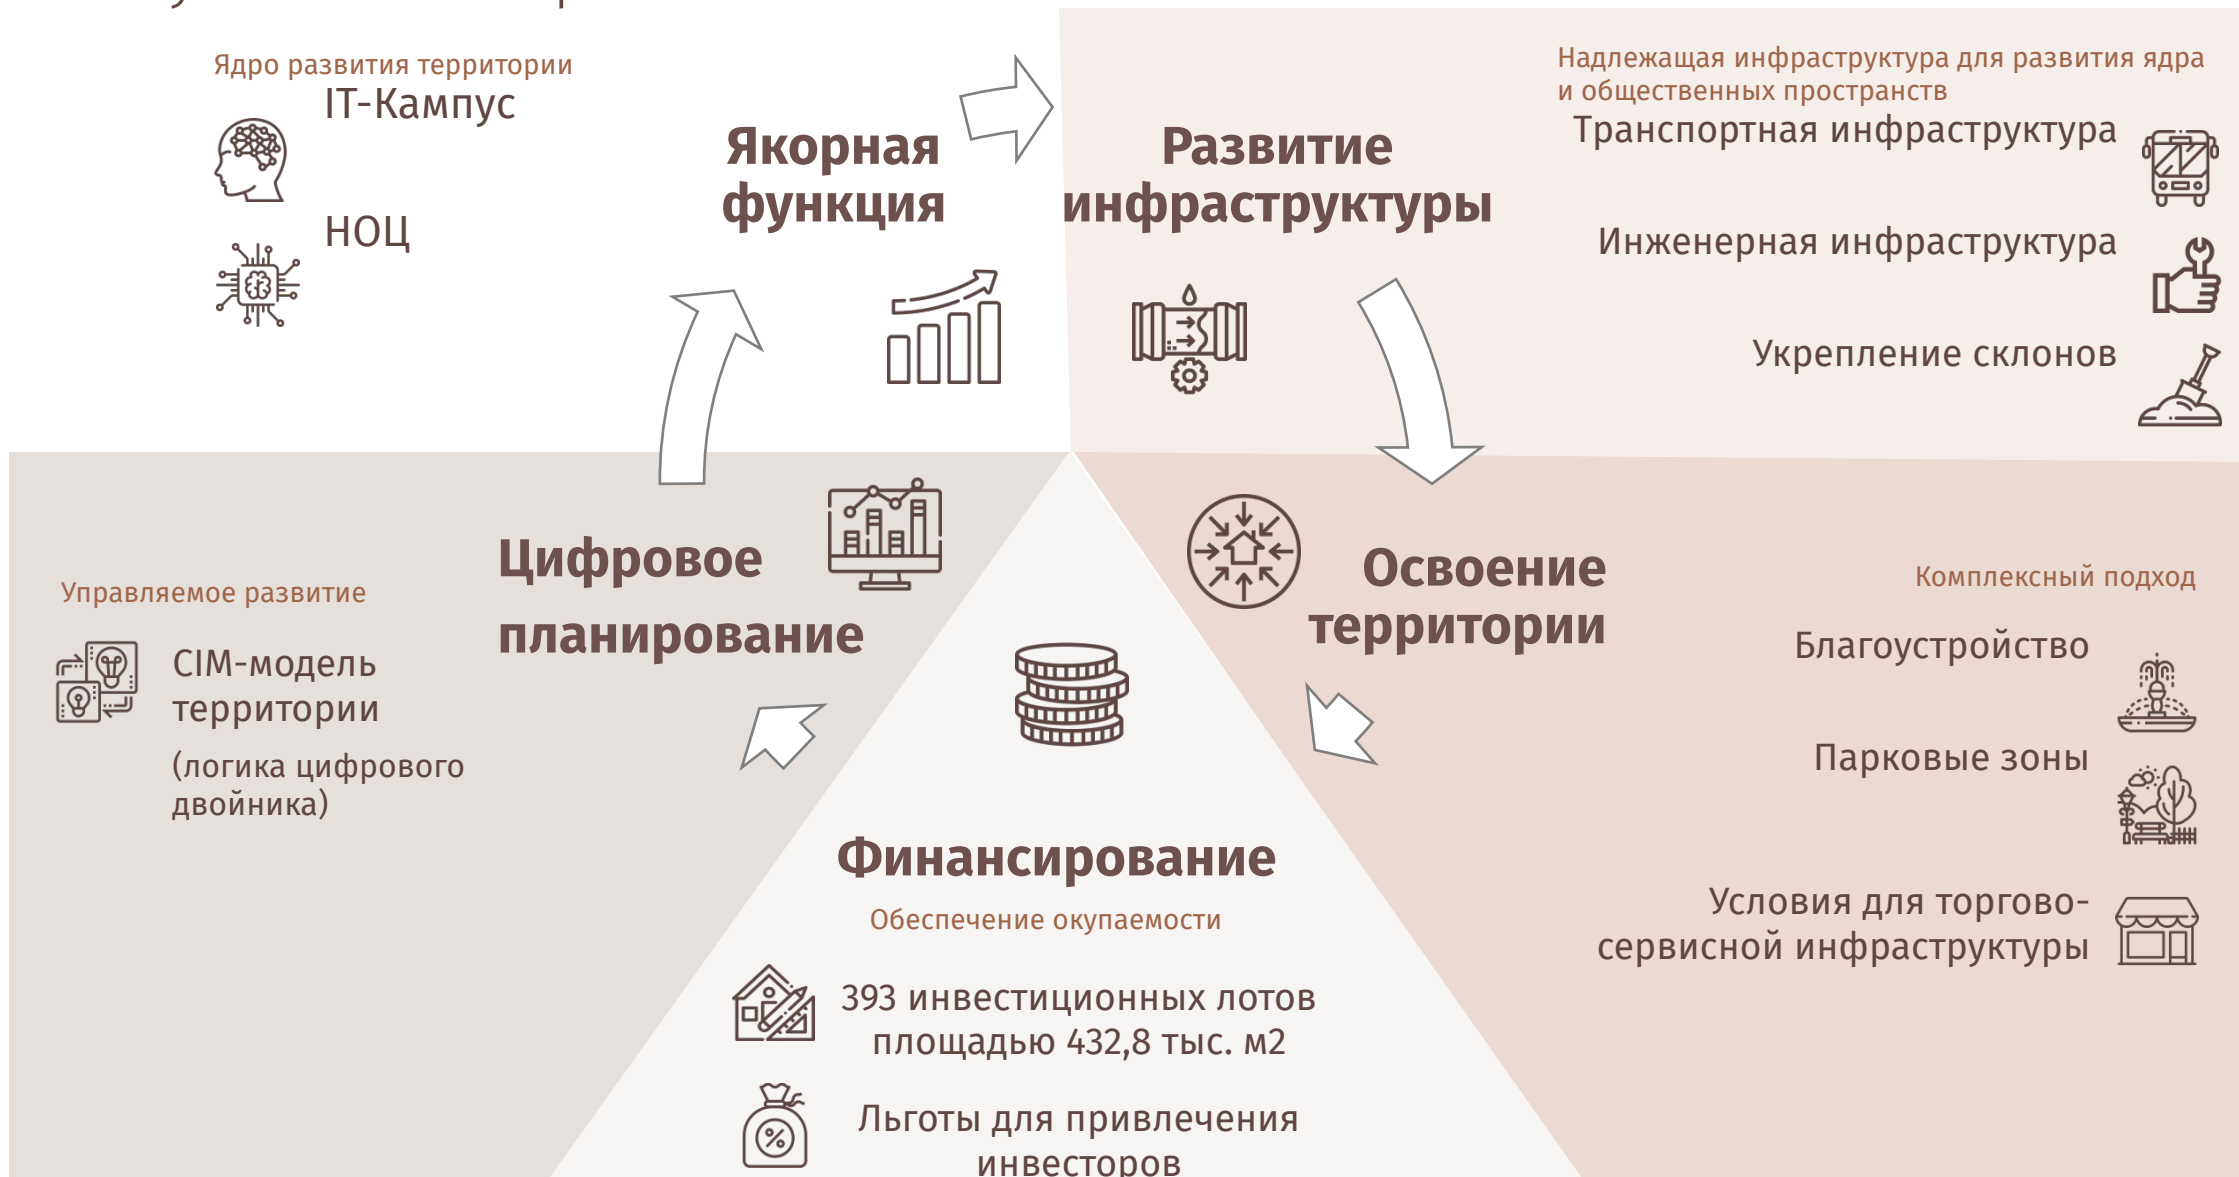 Ядро развития территории
IT-Кампус
НОЦ
Якорная
функция
Развитие
инфраструктуры
Надлежащая инфраструктура для развития ядра
и общественных пространств
Транспортная инфраструктура
Инженерная инфраструктура
Укрепление склонов
Цифровое
планирование
Управляемое развитие
CIM-модель
территории
(логика цифрового
двойника)
Освоение
территории
Комплексный подход
Благоустройство
Парковые зоны
Условия для торгово-
сервисной инфраструктуры
Финансирование
Обеспечение окупаемости
393 инвестиционных лотов
площадью 432,8 тыс. м2
Льготы для привлечения
инвесторов